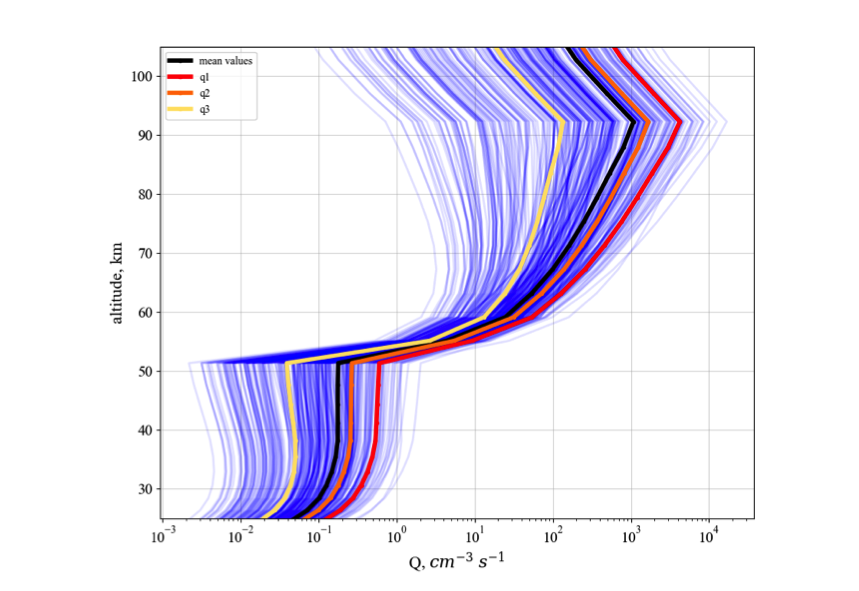 mean values
q1
q2
q3
100
90
80
70
60
50
40
30
altitude, km
10⁻³ 10⁻² 10⁻¹ 10⁰ 10¹ 10² 10³ 10⁴
Q, cm⁻³ s⁻¹